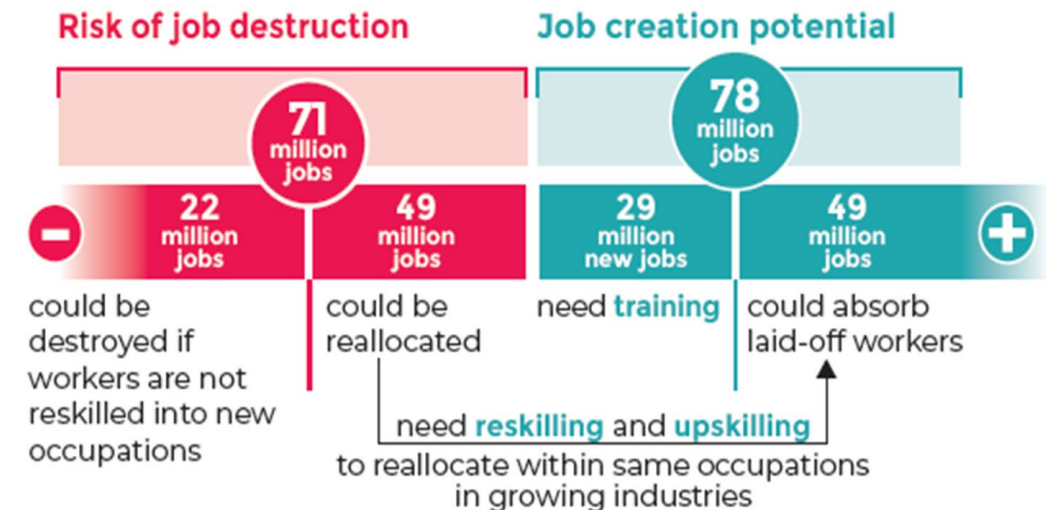 Risk of job destruction
71
million
jobs
22
million
jobs
49
million
jobs
could be
destroyed if
workers are not
reskilled into new
occupations
could be
reallocated
Job creation potential
78
million
jobs
29
million
new jobs
49
million
jobs
need training
could absorb
laid-off workers
need reskilling and upskilling
to reallocate within same occupations
in growing industries